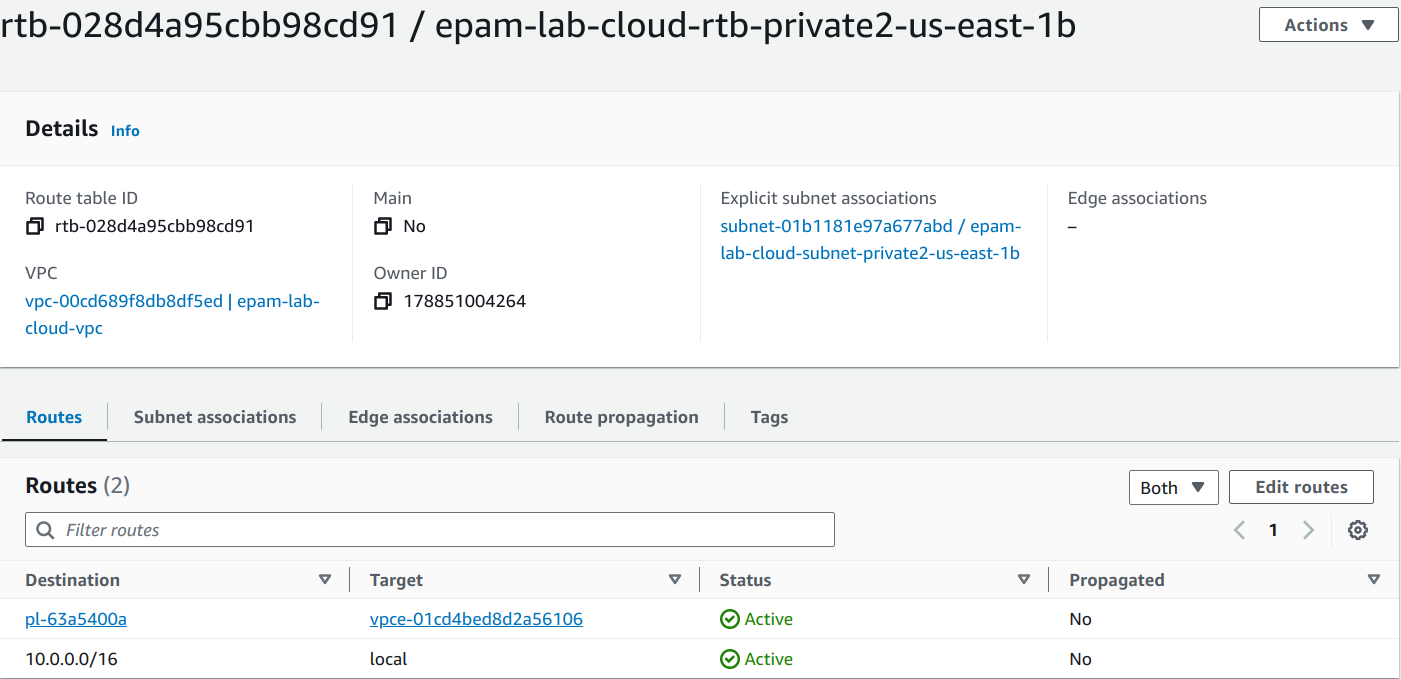 rtb-028d4a95cbb98cd91 / epam-lab-cloud-rtb-private2-us-east-1b
Actions
Details Info
Route table ID
rtb-028d4a95cbb98cd91
Main
No
Explicit subnet associations
subnet-01b1181e97a677abd / epam-
lab-cloud-subnet-private2-us-east-1b
Edge associations
–
VPC
vpc-00cd689f8db8df5ed | epam-lab-
cloud-vpc
Owner ID
178851004264
Routes Subnet associations Edge associations Route propagation Tags
Routes (2)
Both Edit routes
Filter routes
1
Destination Target Status Propagated
pl-63a5400a vpce-01cd4bed8d2a56106 Active No
10.0.0.0/16 local Active No